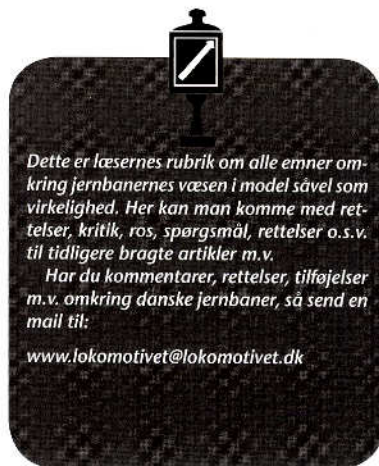 Dette er læsernes rubrik om alle emner om-
kring jernbanernes væsen i model såvel som
virkelighed. Her kan man komme med ret-
telser, kritik, ros, spørgsmål, rettelser o.s.v.
til tidligere bragte artikler m.v.
Har du kommentarer, rettelser, tilføjelser
m.v. omkring danske jernbaner, så send en
mail til:
www.lokomotivet@lokomotivet.dk